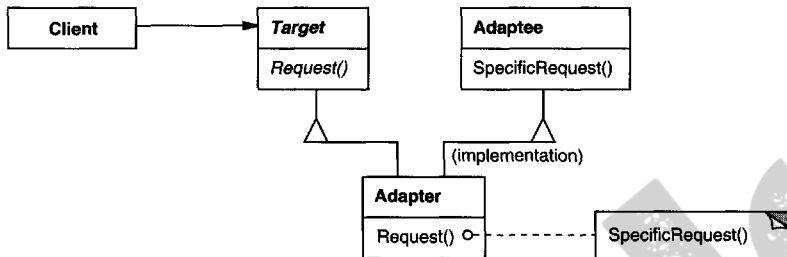 Client
Target
Request()
Adaptee
SpecificRequest()
(implementation)
Adapter
Request()
SpecificRequest()